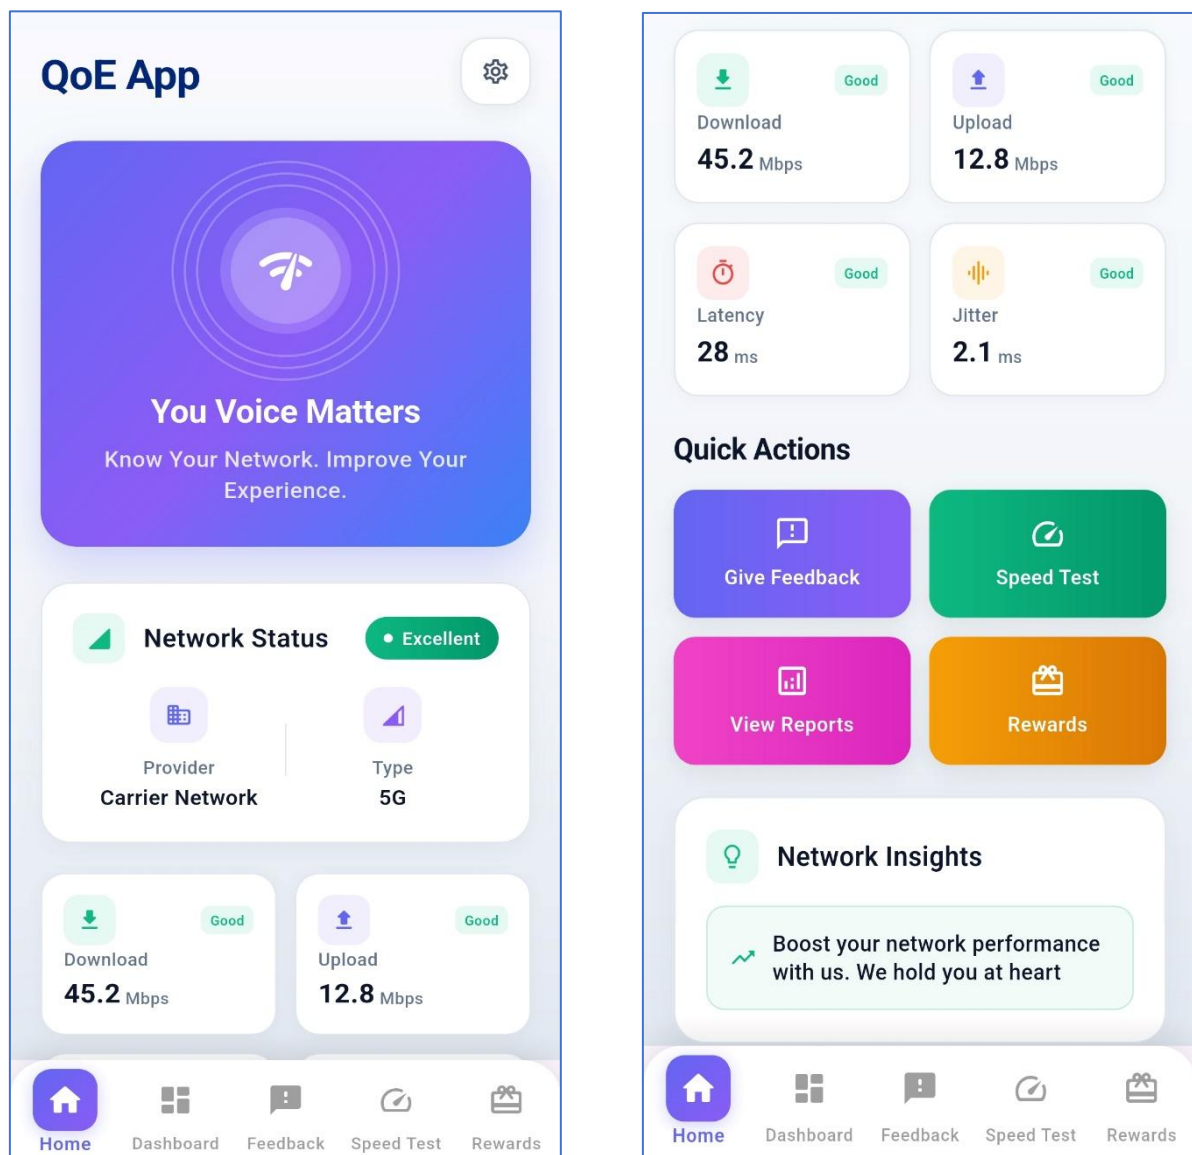 QoE App
You Voice Matters
Know Your Network. Improve Your
Experience.
Network Status
Excellent
Provider
Carrier Network
Type
5G
Good
Download
45.2 Mbps
Good
Upload
12.8 Mbps
Home
Dashboard
Feedback
Speed Test
Rewards
Good
Download
45.2 Mbps
Good
Upload
12.8 Mbps
Good
Latency
28 ms
Good
Jitter
2.1 ms
Quick Actions
Give Feedback
Speed Test
View Reports
Rewards
Network Insights
Boost your network performance
with us. We hold you at heart
Home
Dashboard
Feedback
Speed Test
Rewards